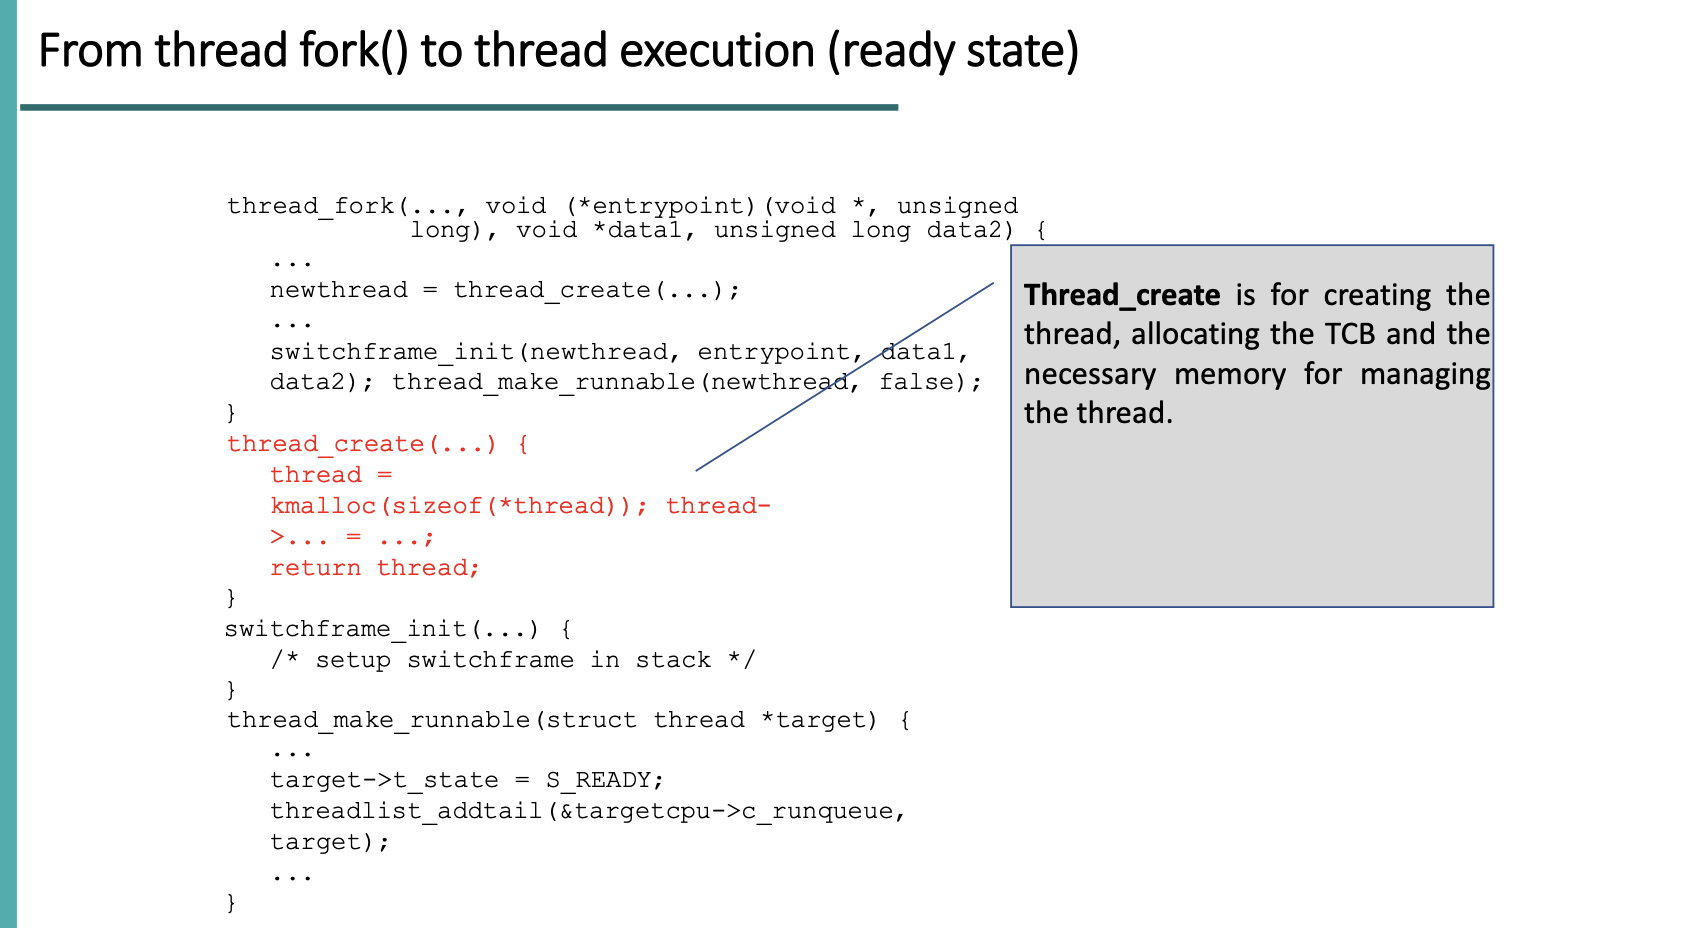 From thread fork() to thread execution (ready state)
thread_fork(..., void (*entrypoint)(void *, unsigned
long), void *data1, unsigned long data2) {
...
newthread = thread_create(...);
...
switchframe_init(newthread, entrypoint, data1,
data2); thread_make_runnable(newthread, false);
}
thread_create(...) {
thread =
kmalloc(sizeof(*thread)); thread-
>... = ...;
return thread;
}
switchframe_init(...) {
/* setup switchframe in stack */
}
thread_make_runnable(struct thread *target) {
...
target->t_state = S_READY;
threadlist_addtail(&targetcpu->c_runqueue,
target);
...
}
Thread_create is for creating the
thread, allocating the TCB and the
necessary memory for managing
the thread.